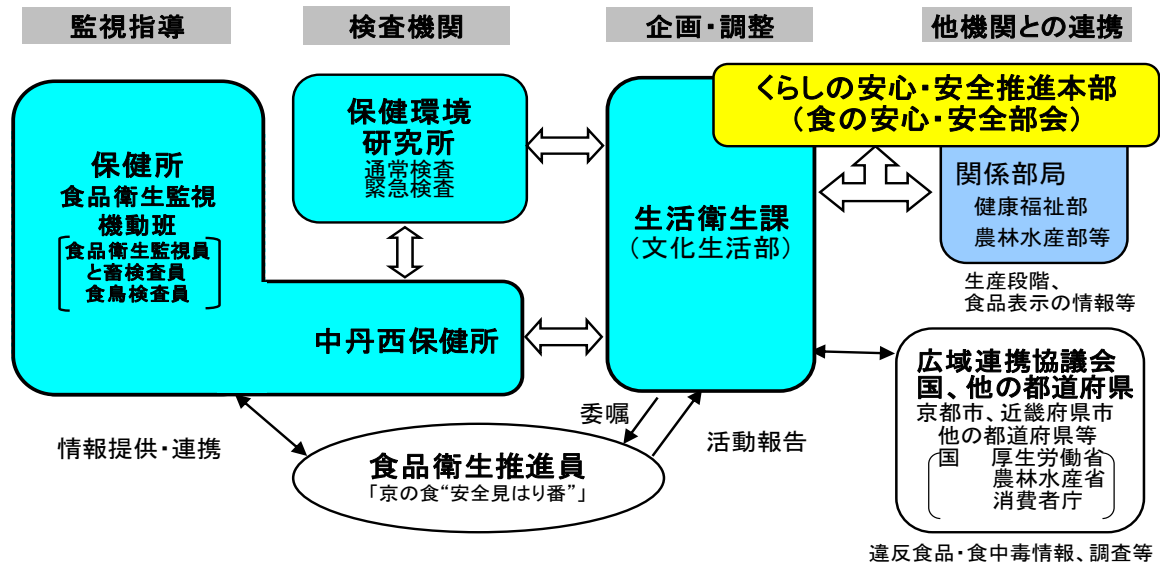 監視指導
検査機関
企画・調整
他機関との連携
保健所
食品衛生監視
機動班
食品衛生監視員
と畜検査員
食鳥検査員
中丹西保健所
保健環境
研究所
通常検査
緊急検査
生活衛生課
（文化生活部）
くらしの安心・安全推進本部
（食の安心・安全部会）
関係部局
健康福祉部
農林水産部等
生産段階、
食品表示の情報等
広域連携協議会
国、他の都道府県
京都市、近畿府県市
他の都道府県等
国　厚生労働省
農林水産省
消費者庁
違反食品・食中毒情報、調査等
情報提供・連携
委嘱
活動報告
食品衛生推進員
「京の食“安全見はり番”」